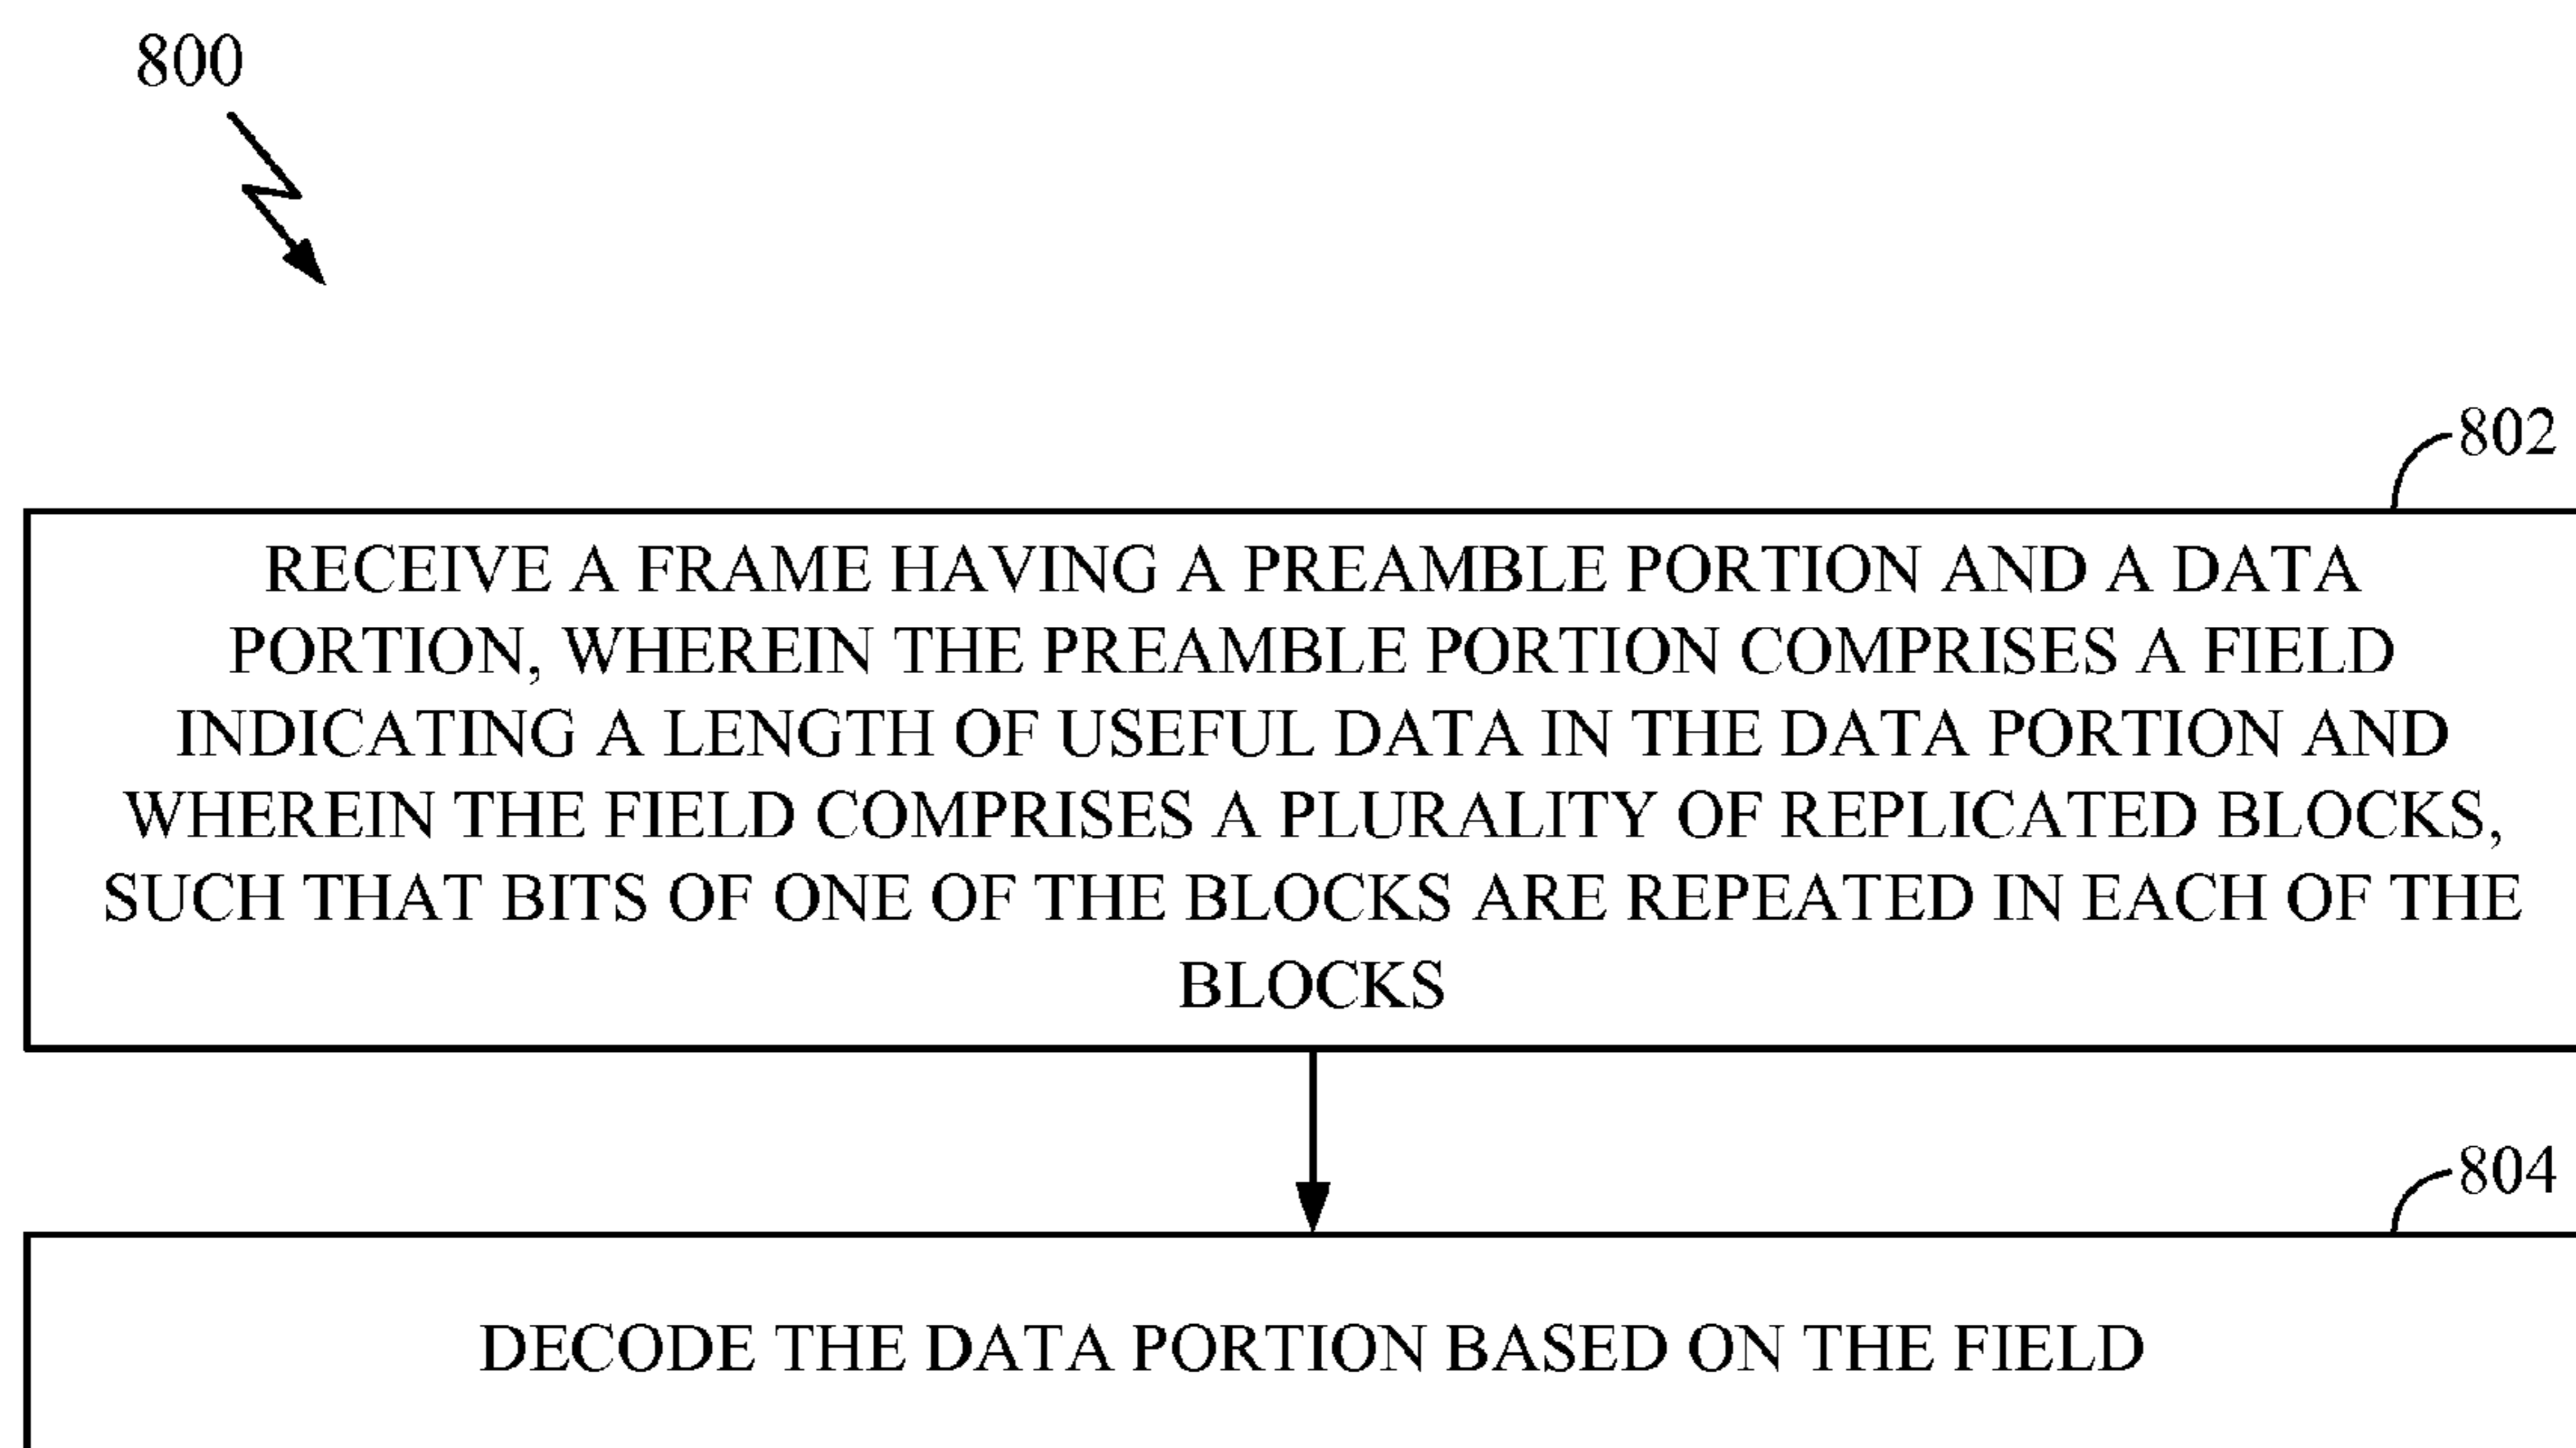 800
802
RECEIVE A FRAME HAVING A PREAMBLE PORTION AND A DATA
PORTION, WHEREIN THE PREAMBLE PORTION COMPRISES A FIELD
INDICATING A LENGTH OF USEFUL DATA IN THE DATA PORTION AND
WHEREIN THE FIELD COMPRISES A PLURALITY OF REPLICATED BLOCKS,
SUCH THAT BITS OF ONE OF THE BLOCKS ARE REPEATED IN EACH OF THE
BLOCKS
804
DECODE THE DATA PORTION BASED ON THE FIELD